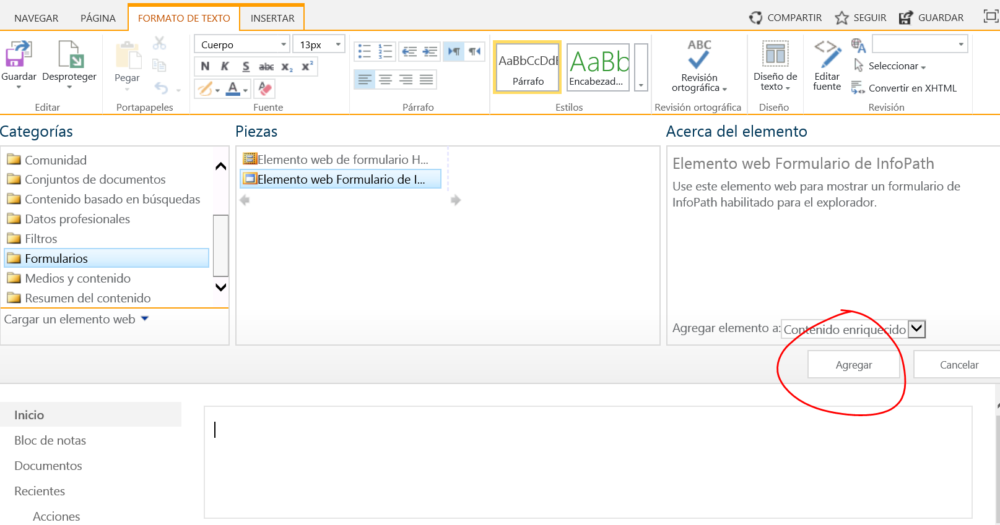 NAVEGAR PÁGINA FORMATO DE TEXTO INSERTAR COMPARTIR SEGUIR GUARDAR
Guardar Desproteger
Editar
Pegar
Portapapeles
Cuerpo 13px
N K S abc x₂ x²
A
Fuente
Párrafo
AaBbCcDdE AaBb
Párrafo Encabezad...
Estilos
ABC
Revisión
ortográfica
Revisión ortográfica
Diseño de
texto
Diseño
Editar
fuente
Seleccionar
Convertir en XHTML
Revisión
Categorías
Comunidad
Conjuntos de documentos
Contenido basado en búsquedas
Datos profesionales
Filtros
Formularios
Medios y contenido
Resumen del contenido
Cargar un elemento web
Piezas
Elemento web de formulario H...
Elemento web Formulario de I...
Acerca del elemento
Elemento web Formulario de InfoPath
Use este elemento web para mostrar un formulario de
InfoPath habilitado para el explorador.
Agregar elemento a: Contenido enriquecido
Agregar Cancelar
Inicio
Bloc de notas
Documentos
Recientes
Acciones